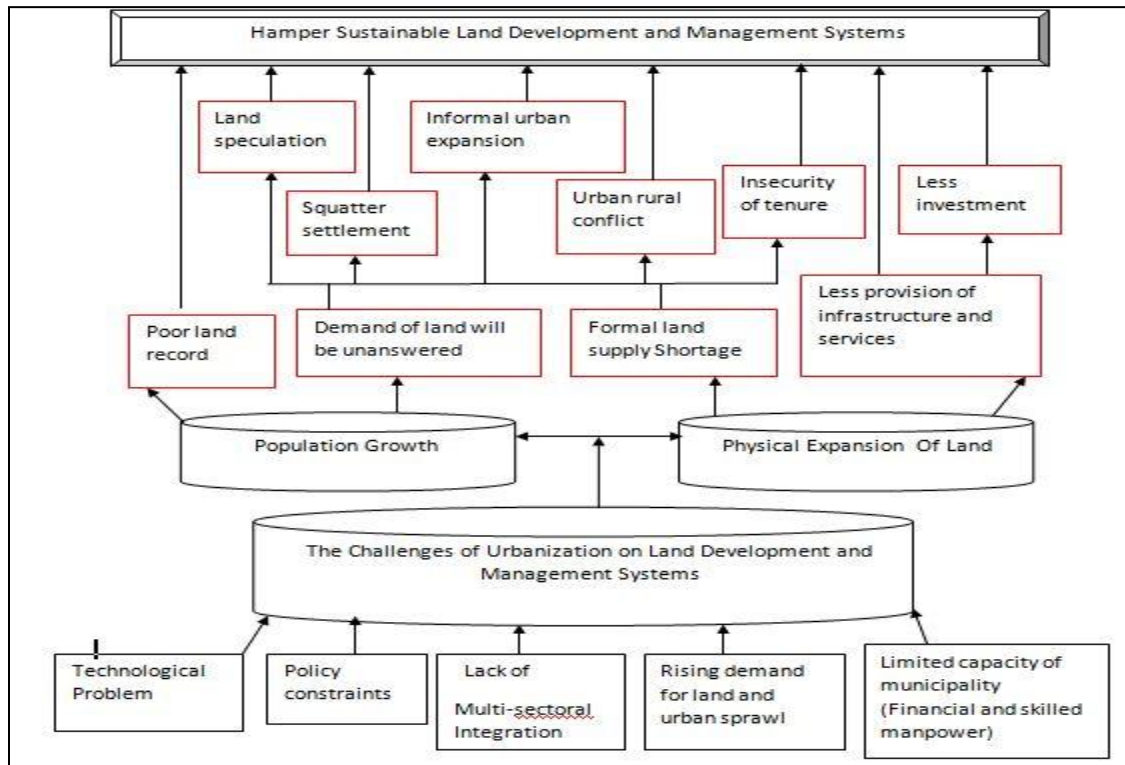 Hamper Sustainable Land Development and Management Systems
Land
speculation
Informal urban
expansion
Squatter
settlement
Urban rural
conflict
Insecurity
of tenure
Less
investment
Poor land
record
Demand of land will
be unanswered
Formal land
supply Shortage
Less provision of
infrastructure and
services
Population Growth
Physical Expansion Of Land
The Challenges of Urbanization on Land Development and
Management Systems
Technological
Problem
Policy
constraints
Lack of
Multi-sectoral
Integration
Rising demand
for land and
urban sprawl
Limited capacity of
municipality
(Financial and skilled
manpower)